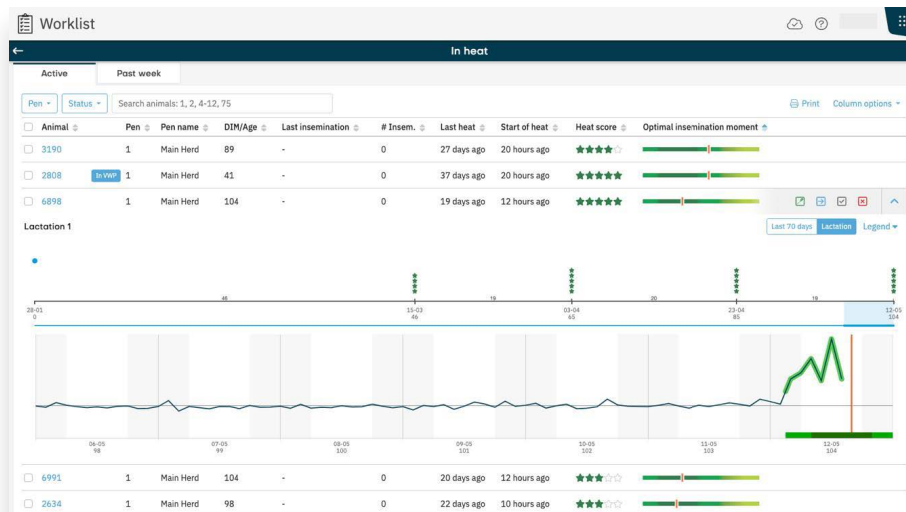 Worklist
In heat
Active Past week
Pen Status Search animals: 1, 2, 4-12, 75 Print Column options
Animal Pen Pen name DIM/Age Last insemination # Insem. Last heat Start of heat Heat score Optimal insemination moment
3190 1 Main Herd 89 - 0 27 days ago 20 hours ago
2808 In VWP 1 Main Herd 41 - 0 37 days ago 20 hours ago
6898 1 Main Herd 104 - 0 19 days ago 12 hours ago
Lactation 1 Last 70 days Lactation Legend
46 19 20 19
28-01 15-03 03-04 23-04 12-05
0 46 65 85 104
06-05 07-05 08-05 09-05 10-05 11-05 12-05
98 99 100 101 102 103 104
6991 1 Main Herd 104 - 0 20 days ago 12 hours ago
2634 1 Main Herd 98 - 0 22 days ago 10 hours ago